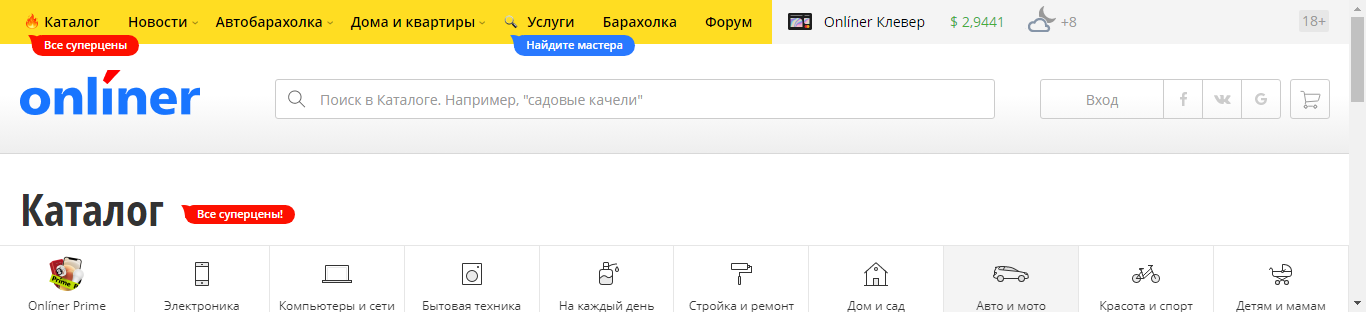 Каталог Новости Автобарахолка Дома и квартиры Услуги Барахолка Форум Onlíner Клевер $ 2,9441 +8 18+
Все суперцены Найдите мастера
onlíner
Поиск в Каталоге. Например, "садовые качели" Вход G
Каталог Все суперцены!
Prime
Onlíner Prime Электроника Компьютеры и сети Бытовая техника На каждый день Стройка и ремонт Дом и сад Авто и мото Красота и спорт Детям и мамам